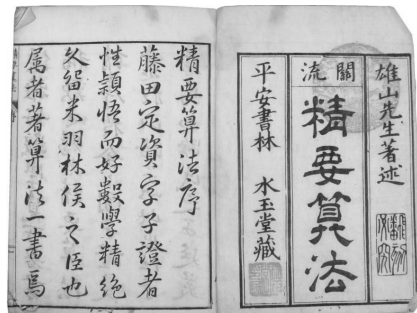 雄山先生著述
關流
精要算法
平安書林　水玉堂藏
精要算法序
藤田定資字子證者
性穎悟而好數學精絶
久留米羽林侯之臣也
属者著算法一書焉